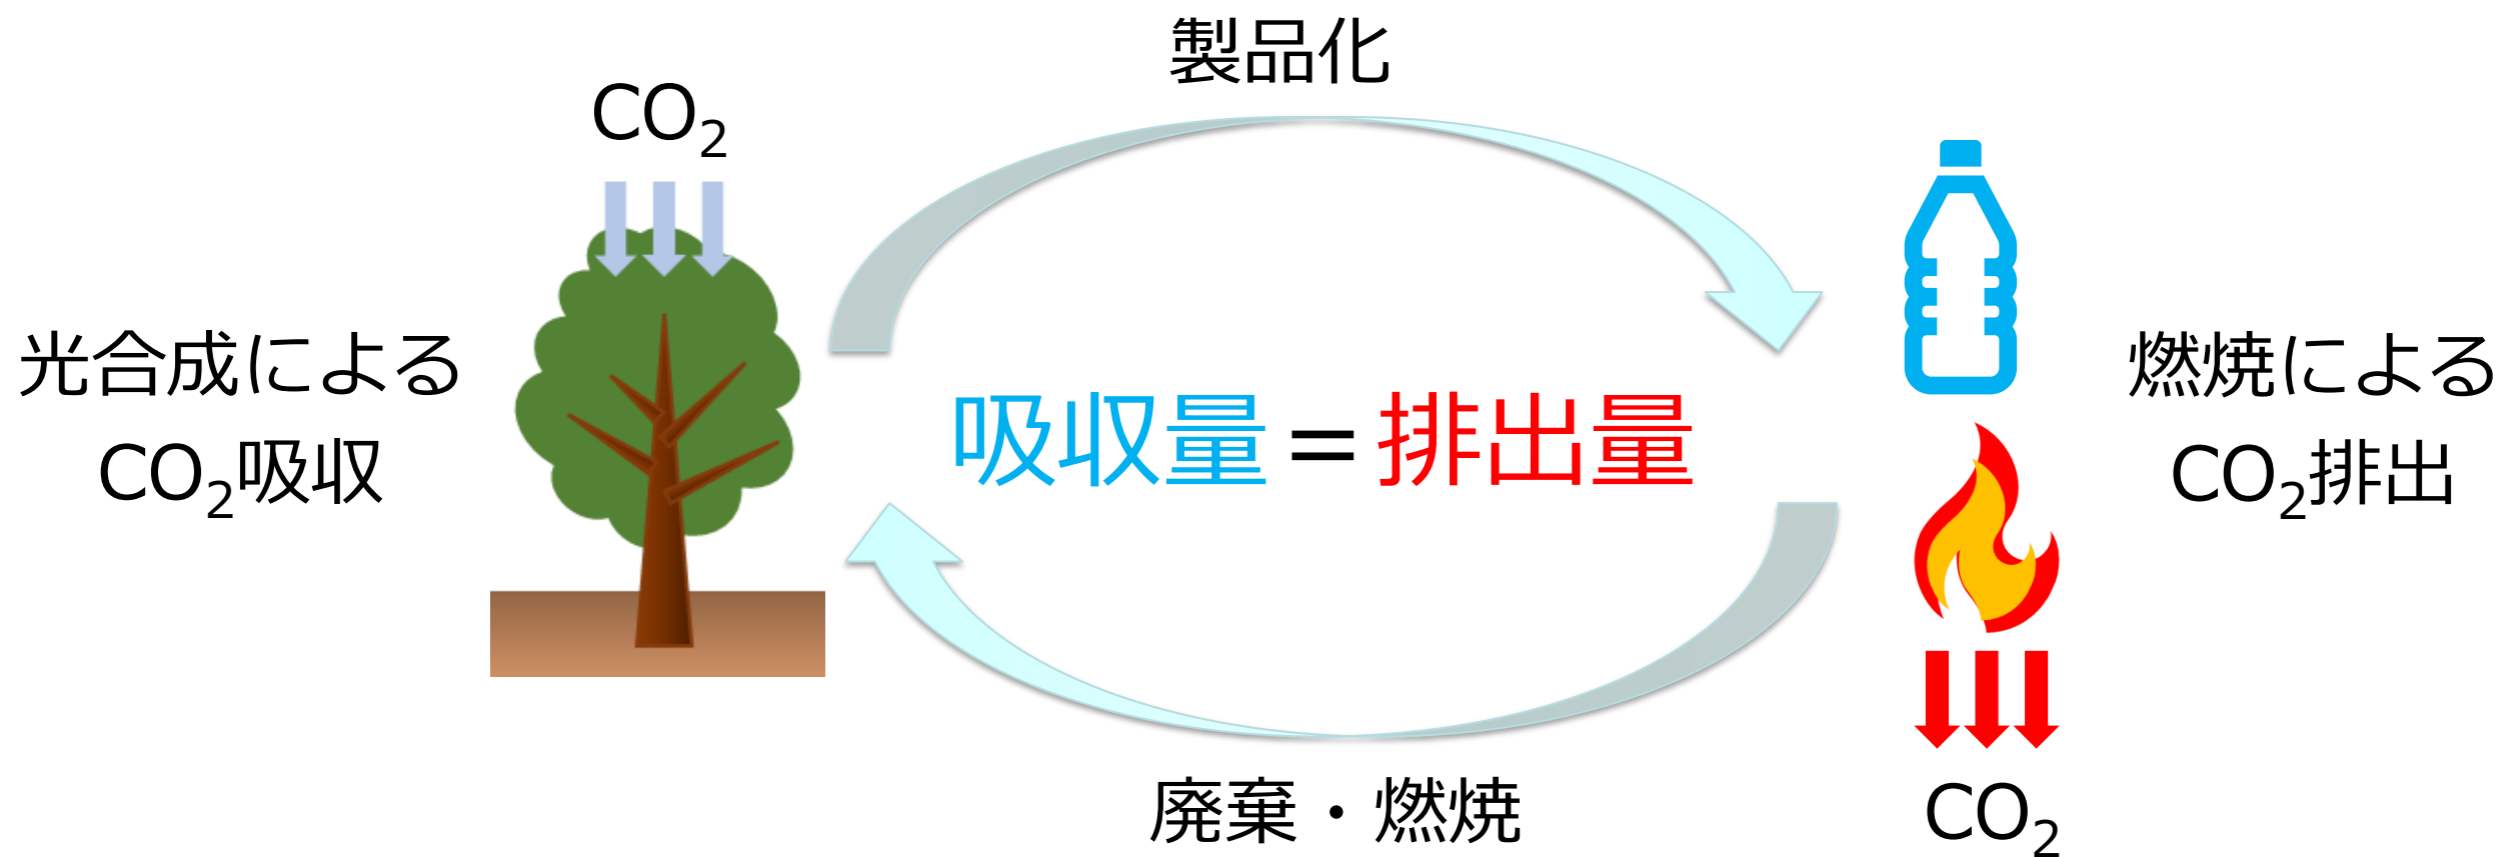 製品化
CO₂
光合成による
CO₂吸収
吸収量=排出量
燃焼による
CO₂排出
廃棄・燃焼
CO₂